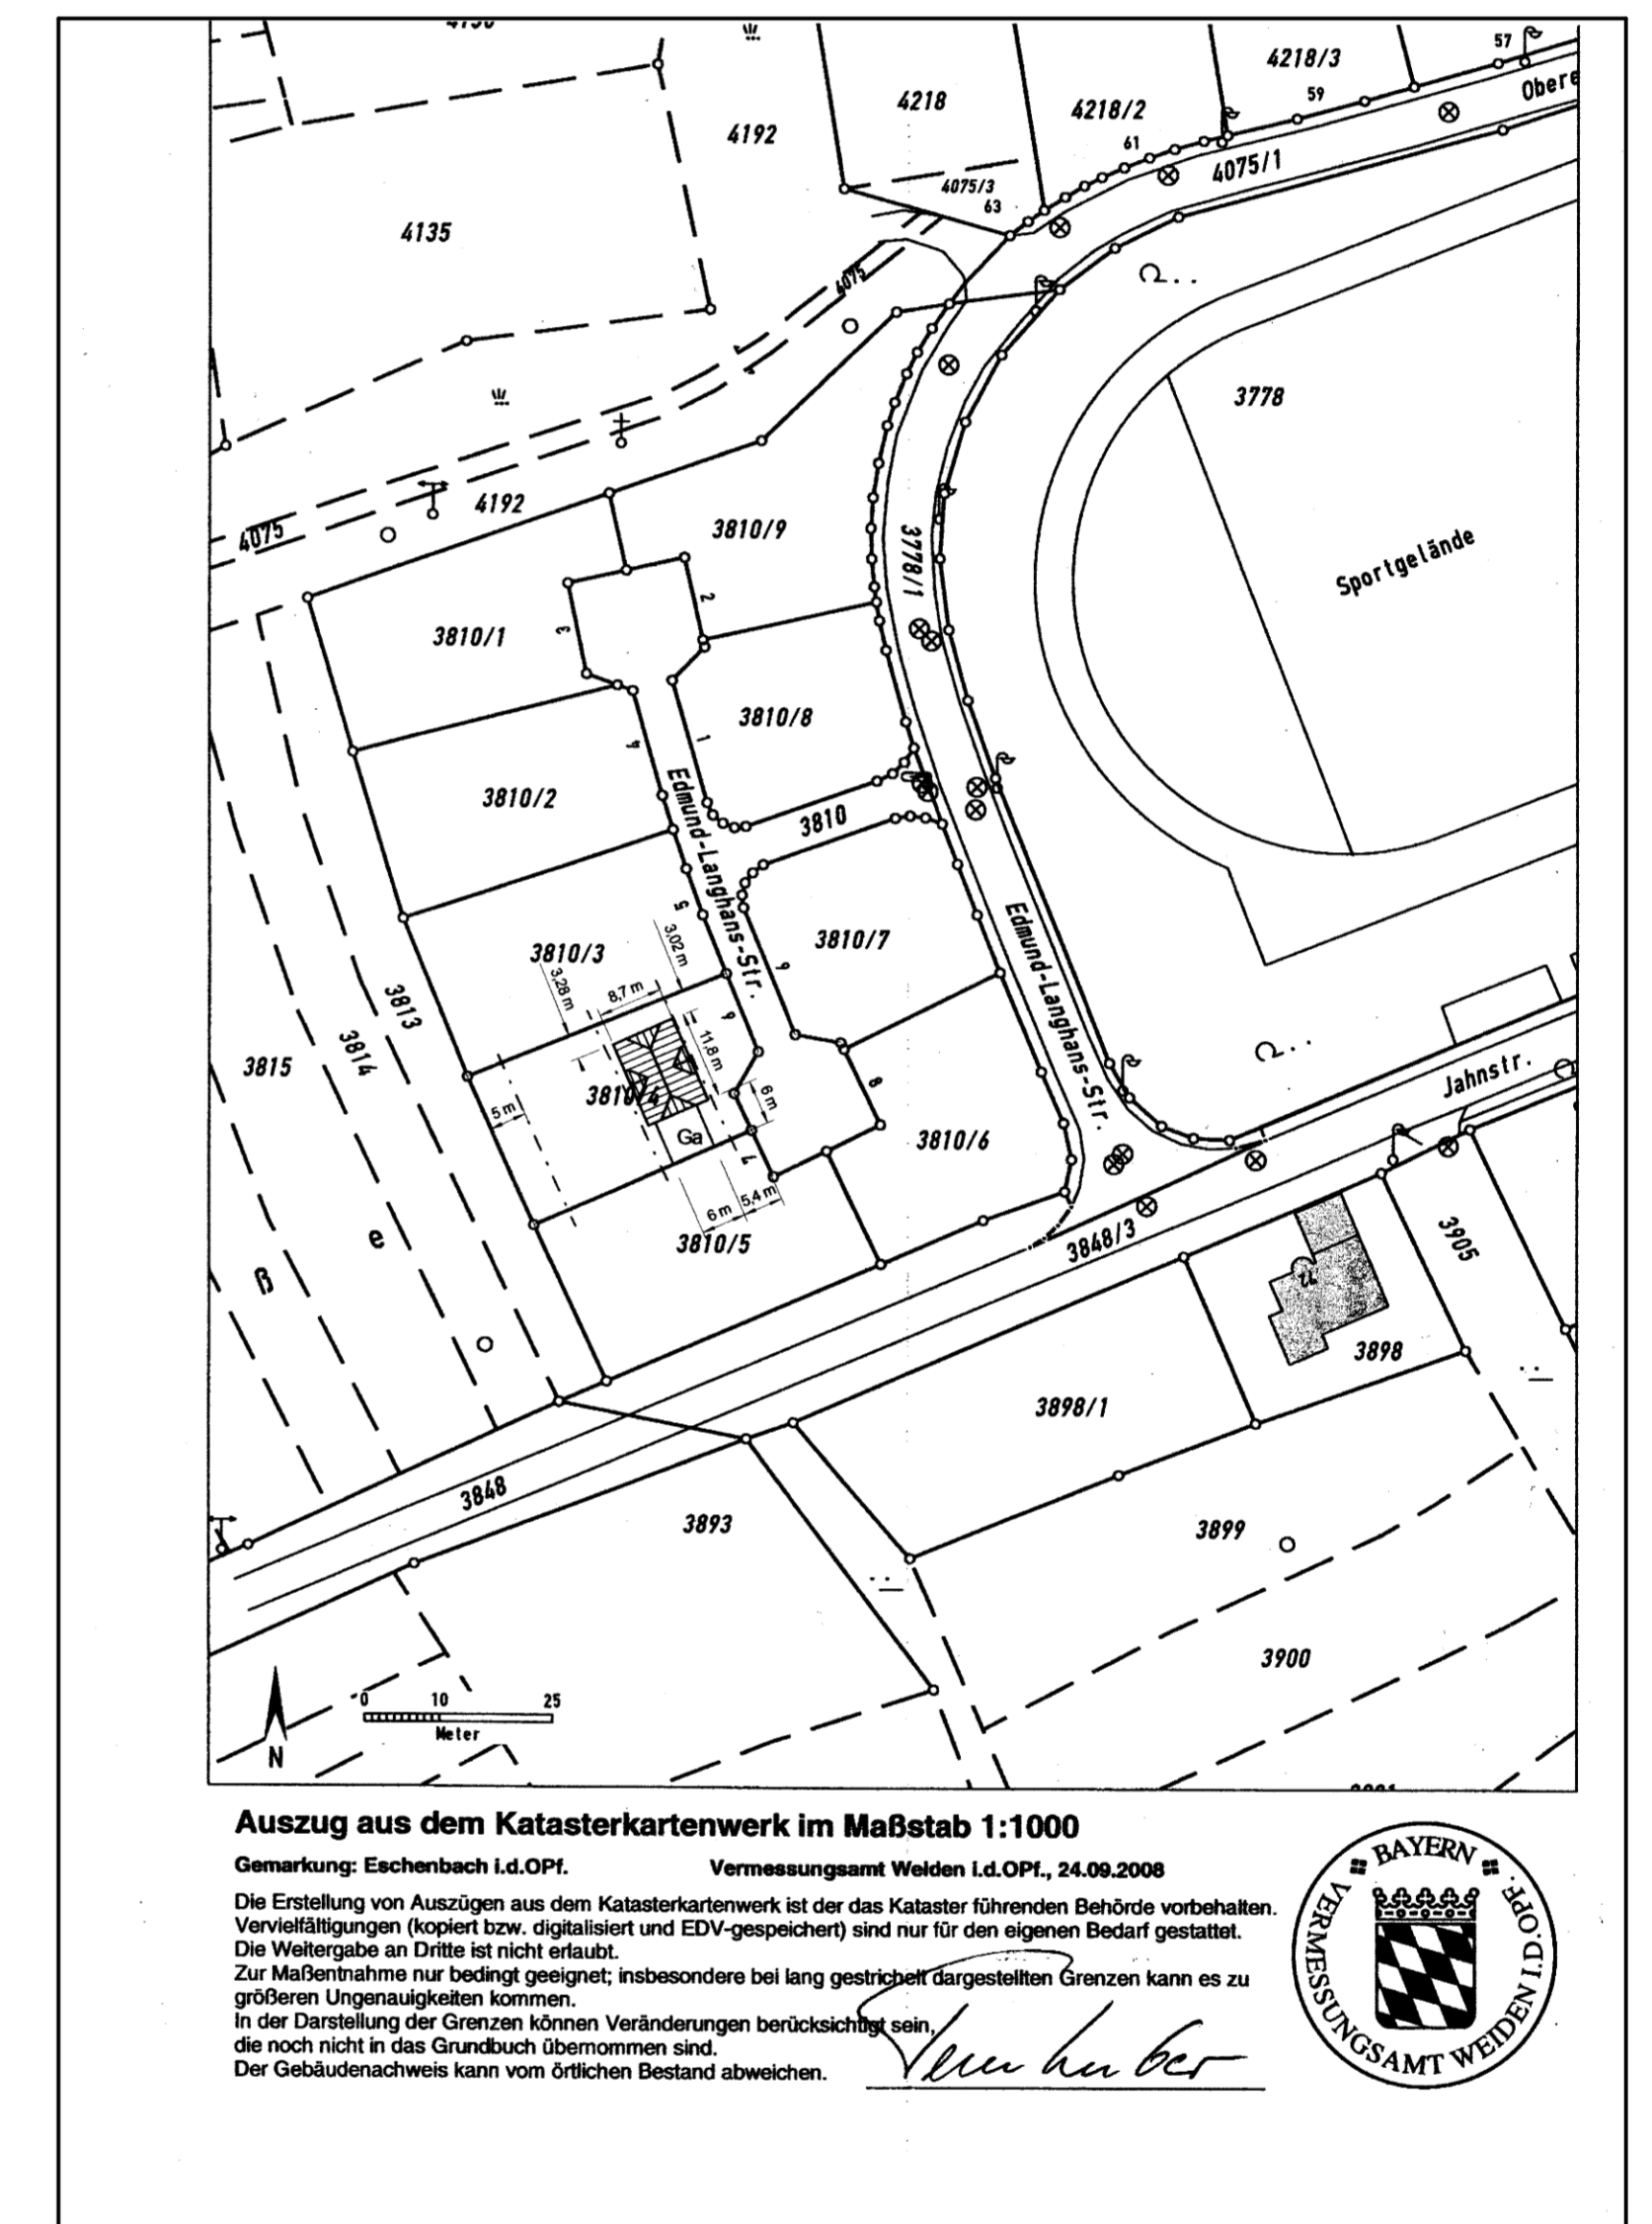 4218/3
57
Obere
4218
59
4218/2
4192
61
4075/1
4075/3
63
4135
4075
3778
4192
3810/9
4075
3778/1
Sportgelände
2
3810/1
3
3810/8
1
4
3810/2
Edmund-Langhans-Str.
3810
5
3810/7
3810/3
3,02 m
3,28 m
8,7 m
9
Edmund-Langhans-Str.
3813
6
3814
11,8 m
3815
Jahnstr.
8
3810/4
5 m
6 m
Ga
3810/6
7
5,4 m
6 m
3810/5
3848/3
3905
e
ß
22
3898
3898/1
3848
3893
3899
3900
0 10 25
Meter
N
Auszug aus dem Katasterkartenwerk im Maßstab 1:1000
Gemarkung: Eschenbach i.d.OPf. Vermessungsamt Weiden i.d.OPf., 24.09.2008
Die Erstellung von Auszügen aus dem Katasterkartenwerk ist der das Kataster führenden Behörde vorbehalten.
Vervielfältigungen (kopiert bzw. digitalisiert und EDV-gespeichert) sind nur für den eigenen Bedarf gestattet.
Die Weitergabe an Dritte ist nicht erlaubt.
Zur Maßentnahme nur bedingt geeignet; insbesondere bei lang gestrichelt dargestellten Grenzen kann es zu
größeren Ungenauigkeiten kommen.
In der Darstellung der Grenzen können Veränderungen berücksichtigt sein,
die noch nicht in das Grundbuch übernommen sind.
Der Gebäudenachweis kann vom örtlichen Bestand abweichen.
BAYERN
VERMESSUNGSAMT WEIDEN I.D.OPF.